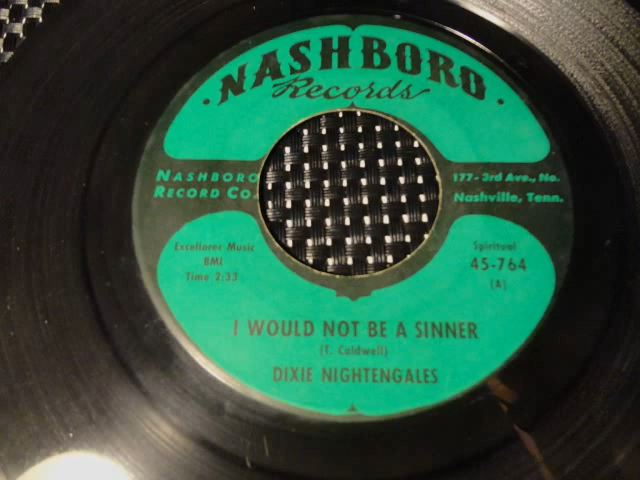 · NASHBORO ·
Records
NASHBORO
RECORD CO.
177- 3rd Ave., No.
Nashville, Tenn.
Excellorec Music
BMI
Time 2:33
Spiritual
45-764
(A)
I WOULD NOT BE A SINNER
(T. Caldwell)
DIXIE NIGHTENGALES